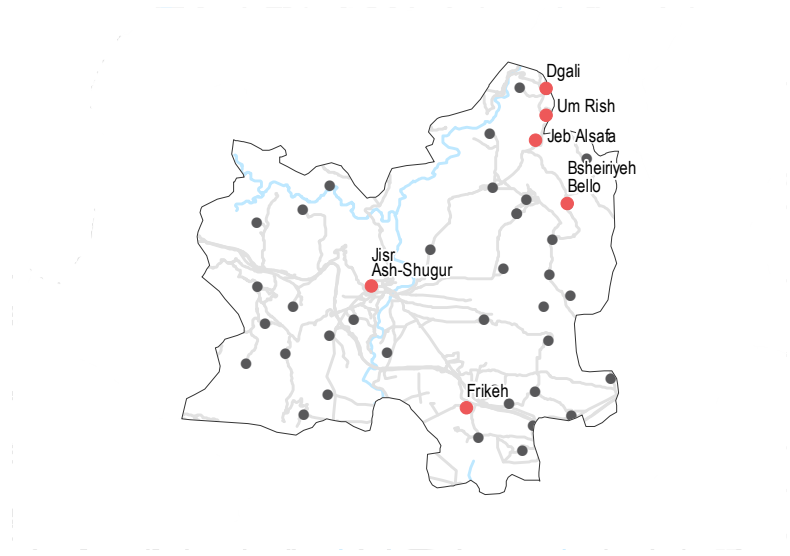 Dgali
Um Rish
Jeb Alsafa
Bsheiriyeh
Bello
Jisr
Ash-Shugur
Frikeh